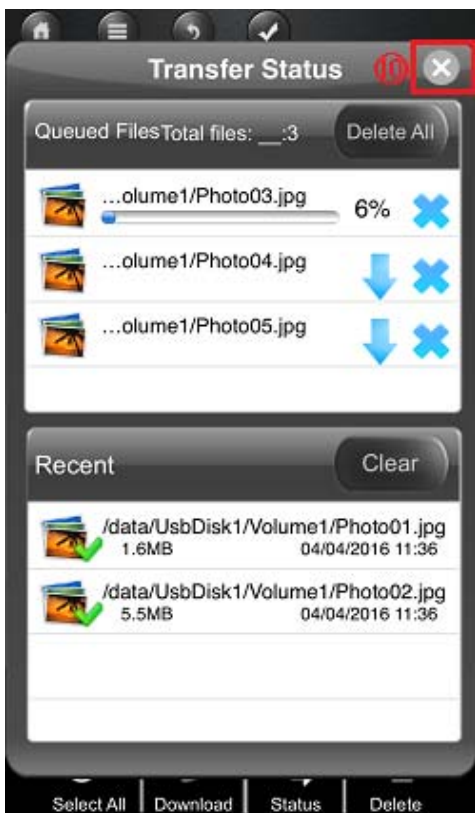 Transfer Status ⑩
Queued Files Total files: __:3 Delete All
...olume1/Photo03.jpg 6%
...olume1/Photo04.jpg
...olume1/Photo05.jpg
Recent Clear
/data/UsbDisk1/Volume1/Photo01.jpg
1.6MB 04/04/2016 11:36
/data/UsbDisk1/Volume1/Photo02.jpg
5.5MB 04/04/2016 11:36
Select All Download Status Delete